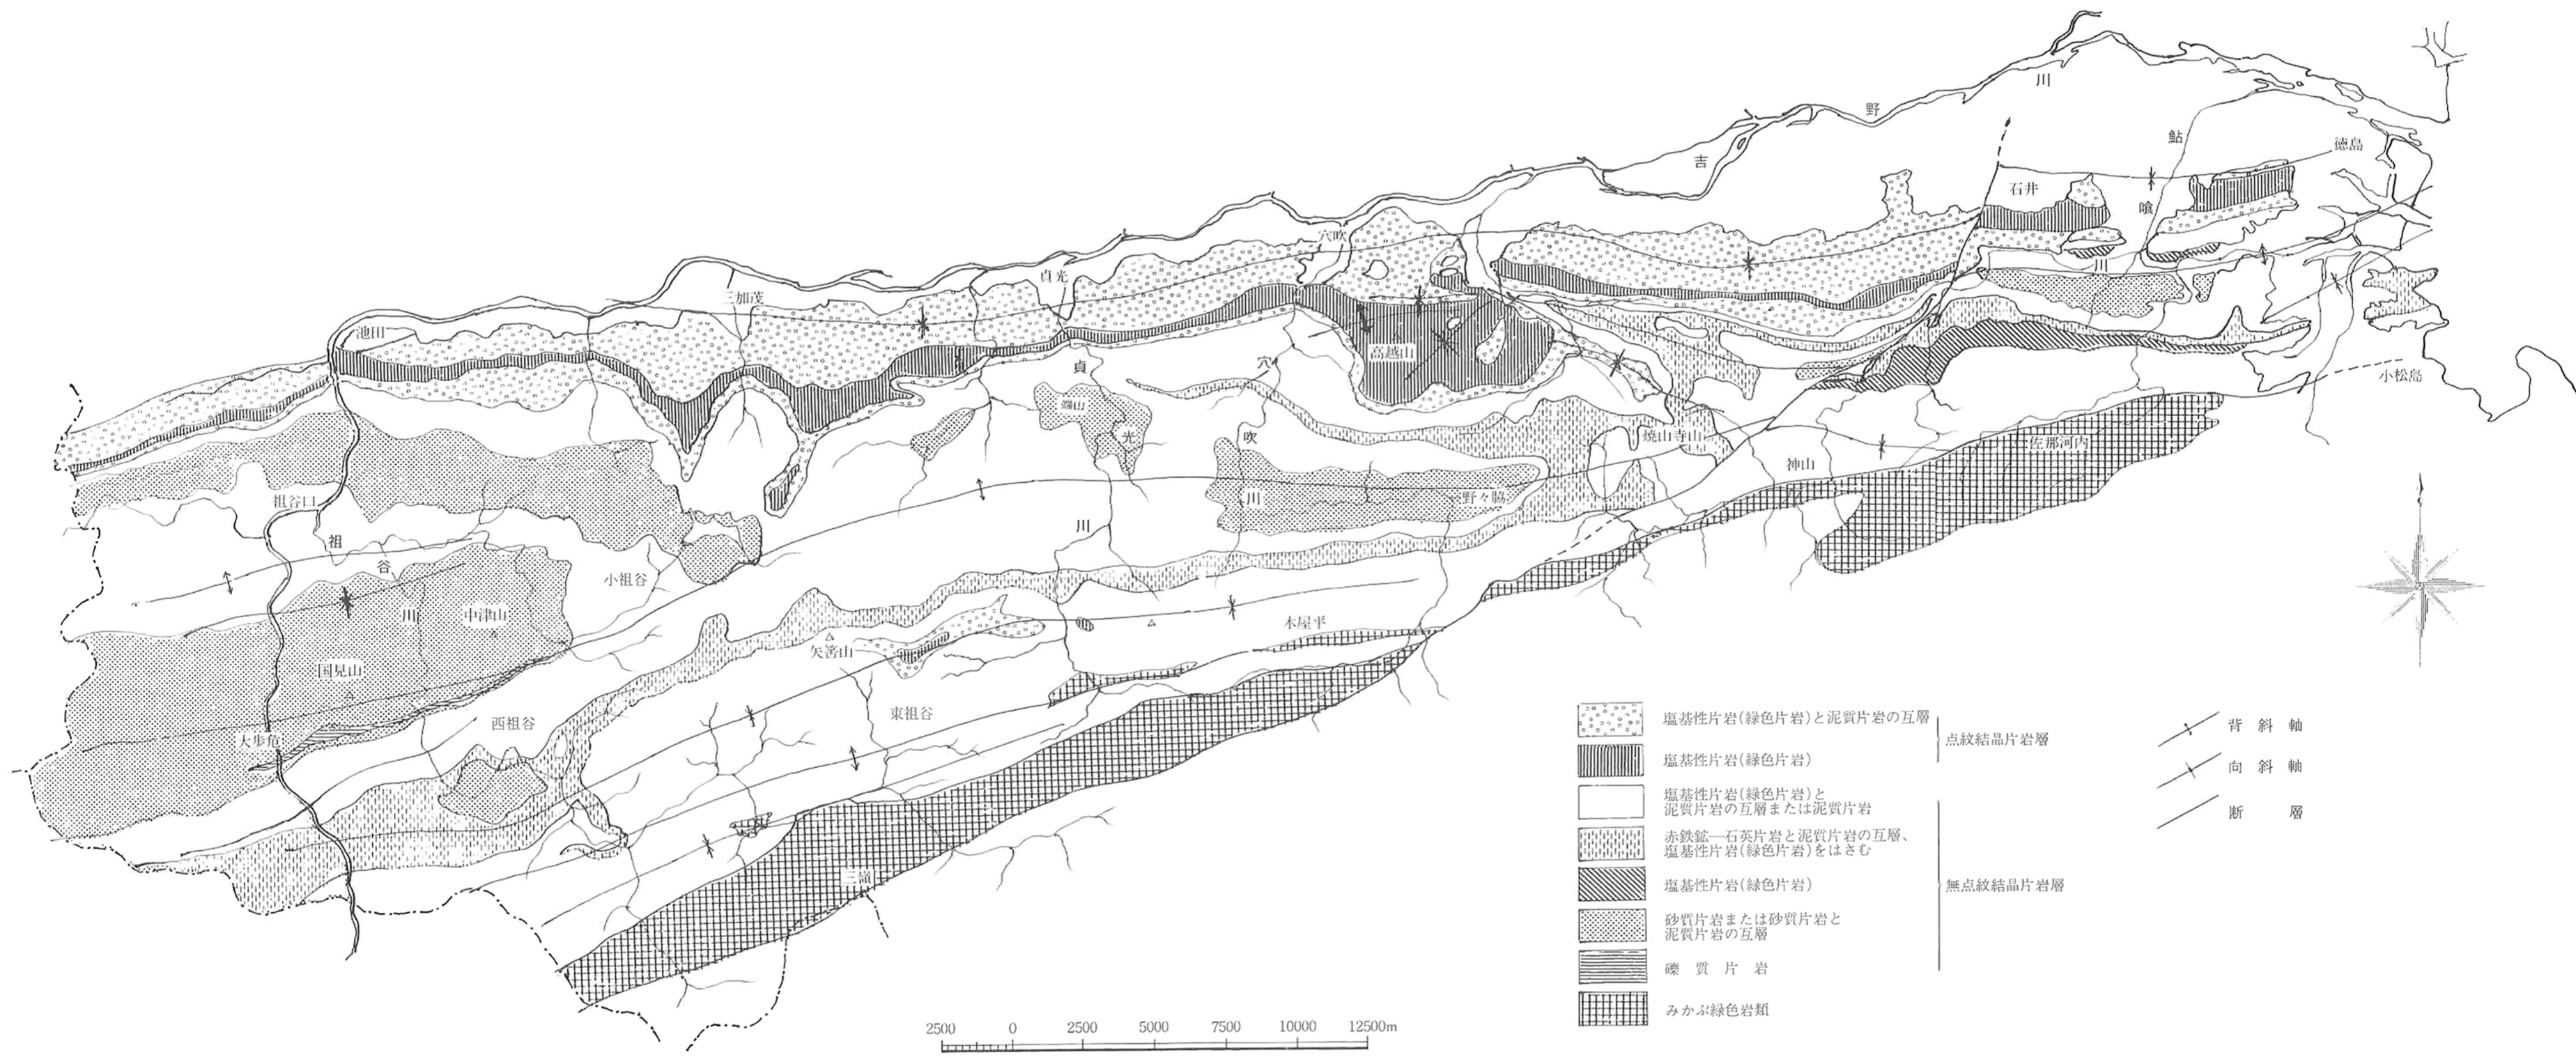 川
野
吉
鮎
喰
川
徳島
石井
穴吹
貞光
三加茂
池田
高越山
小松島
貞
光
川
端山
穴
吹
川
焼山寺山
神山
佐那河内
野々脇
祖谷口
祖
谷
川
小祖谷
中津山
国見山
大歩危
西祖谷
矢筈山
東祖谷
木屋平
三嶺
塩基性片岩(緑色片岩)と泥質片岩の互層
点紋結晶片岩層
塩基性片岩(緑色片岩)
塩基性片岩(緑色片岩)と
泥質片岩の互層または泥質片岩
赤鉄鉱―石英片岩と泥質片岩の互層、
塩基性片岩(緑色片岩)をはさむ
塩基性片岩(緑色片岩)
無点紋結晶片岩層
砂質片岩または砂質片岩と
泥質片岩の互層
礫質片岩
みかぶ緑色岩類
背斜軸
向斜軸
断層
2500 0 2500 5000 7500 10000 12500m